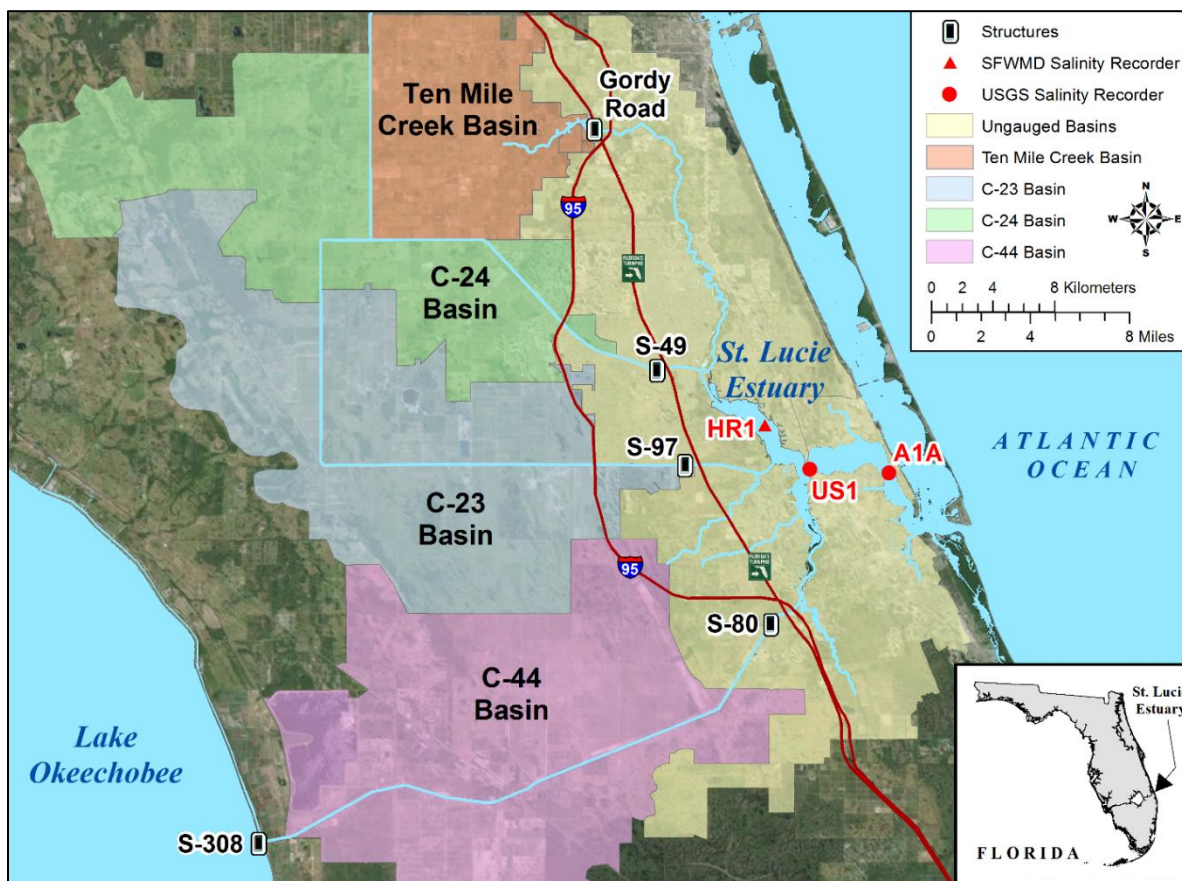 Ten Mile
Creek Basin
Gordy
Road
95
C-24
Basin
S-49
St. Lucie
Estuary
HR1
S-97
US1
A1A
ATLANTIC
OCEAN
C-23
Basin
95
S-80
C-44
Basin
Lake
Okeechobee
S-308
Structures
SFWMD Salinity Recorder
USGS Salinity Recorder
Ungauged Basins
Ten Mile Creek Basin
C-23 Basin
C-24 Basin
C-44 Basin
N
W
E
S
0 2 4 8 Kilometers
0 2 4 8 Miles
St. Lucie
Estuary
FLORIDA